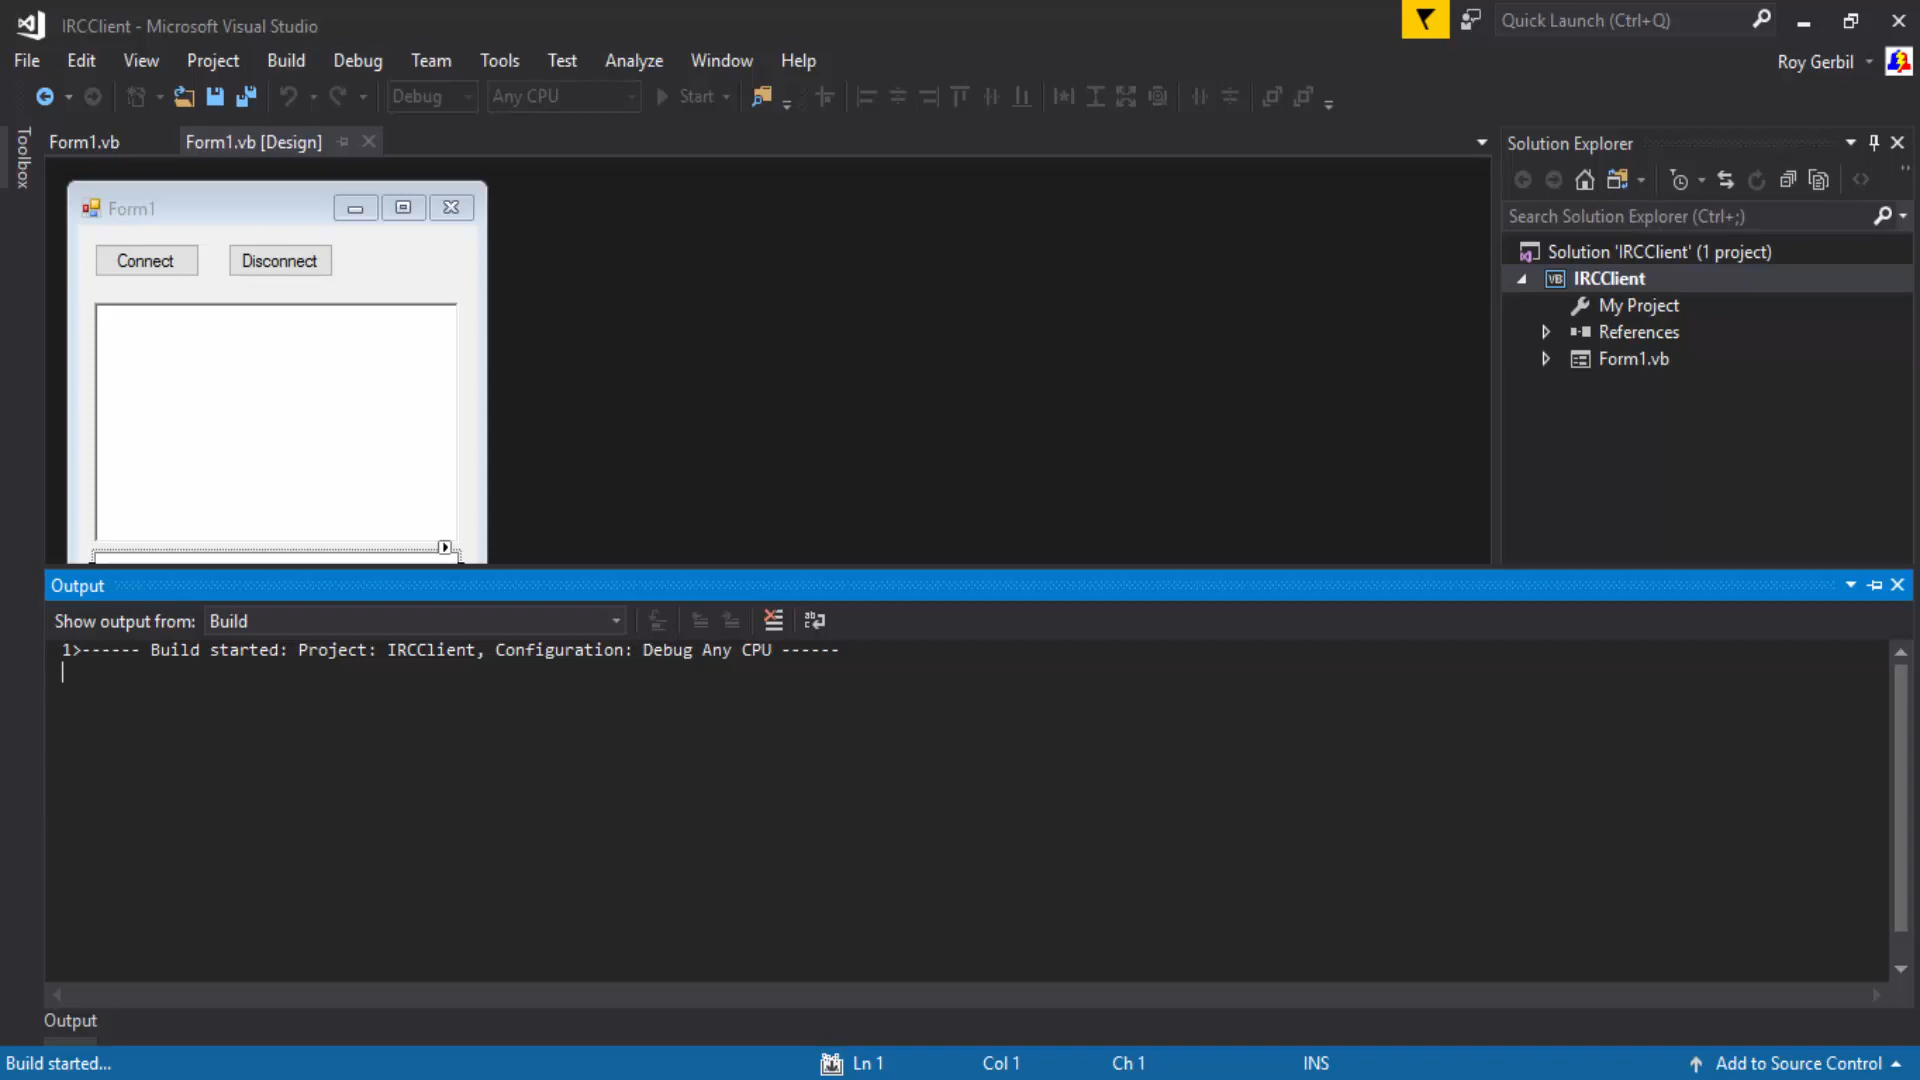 IRCClient - Microsoft Visual Studio
Quick Launch (Ctrl+Q)
File Edit View Project Build Debug Team Tools Test Analyze Window Help
Roy Gerbil
Debug Any CPU Start
Toolbox
Form1.vb Form1.vb [Design]
Form1
Connect Disconnect
Solution Explorer
Search Solution Explorer (Ctrl+;)
Solution 'IRCClient' (1 project)
VB IRCClient
My Project
References
Form1.vb
Output
Show output from: Build
1>------ Build started: Project: IRCClient, Configuration: Debug Any CPU ------
Output
Build started... Ln 1 Col 1 Ch 1 INS Add to Source Control